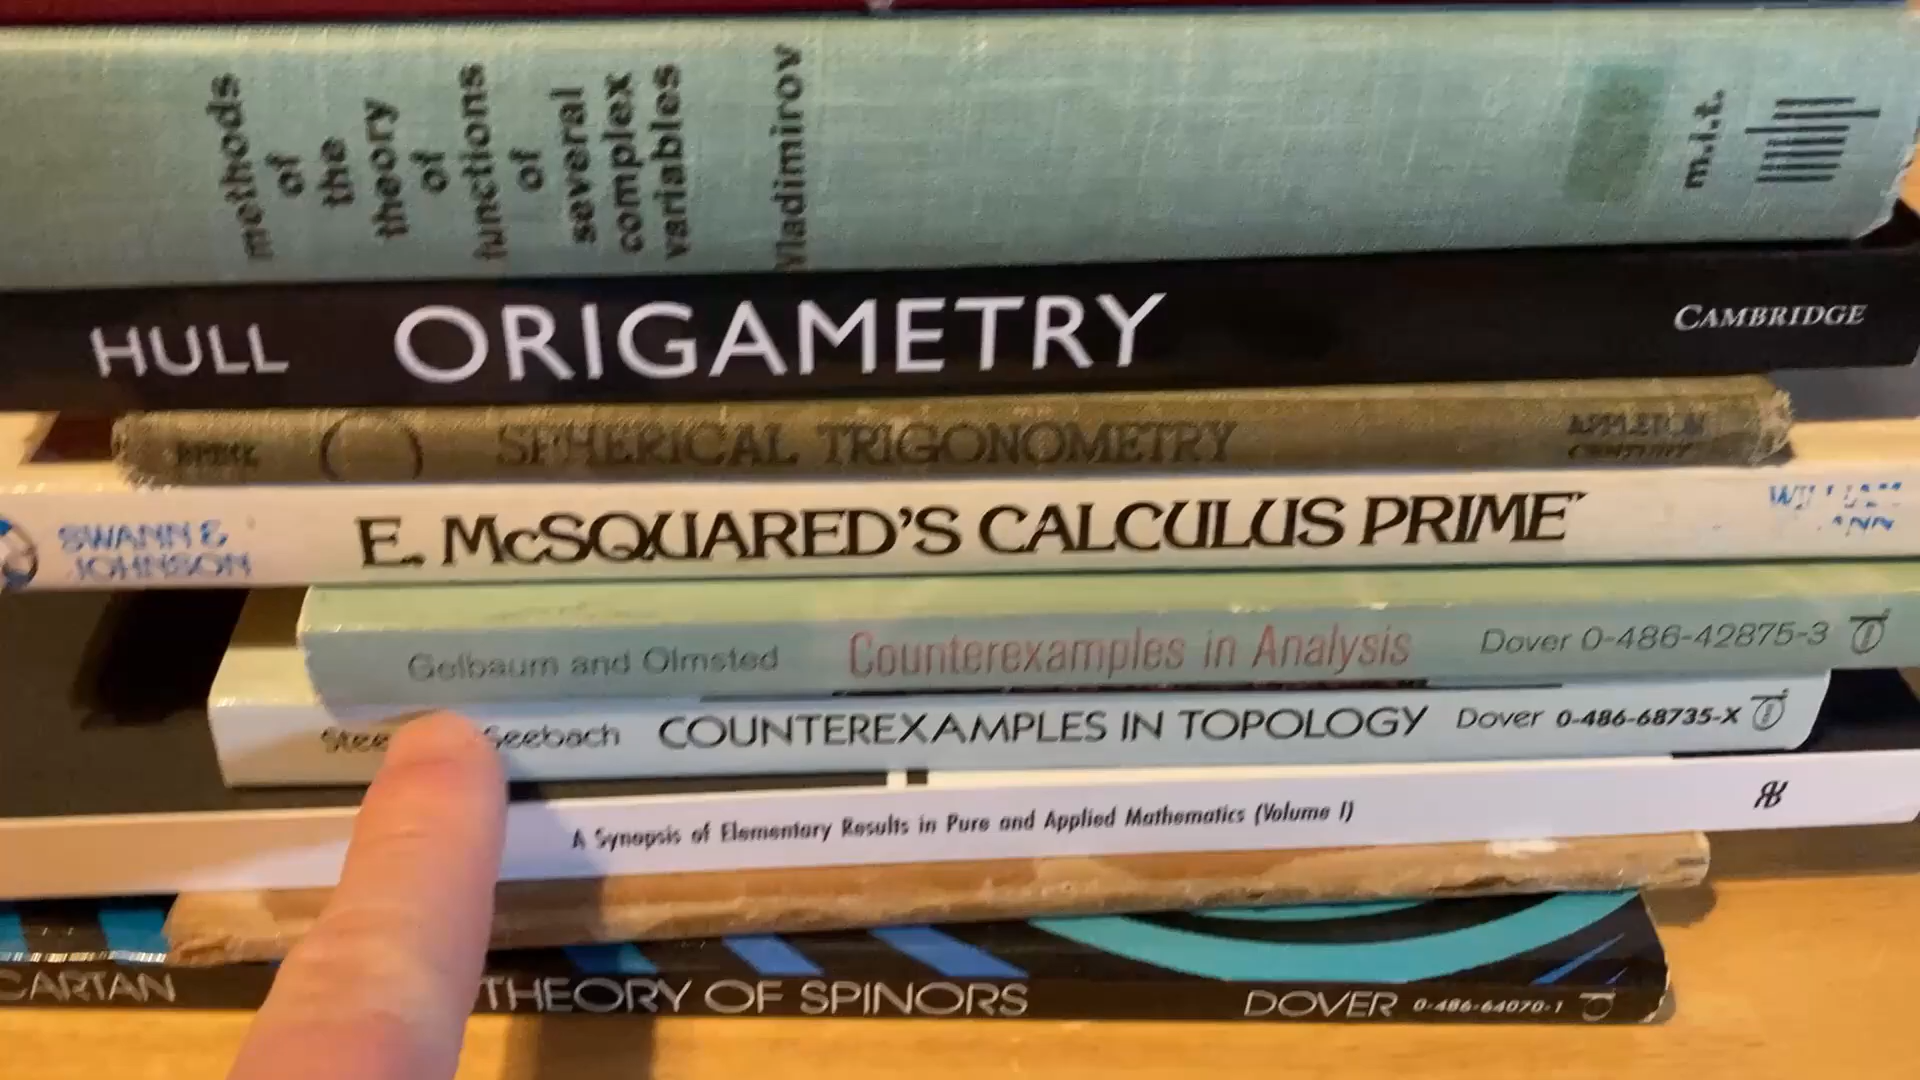 methods of the theory of functions of several complex variables Vladimirov m.i.t.
HULL ORIGAMETRY CAMBRIDGE
SPHERICAL TRIGONOMETRY APPLETON CENTURY
SWANN & JOHNSON E. McSQUARED'S CALCULUS PRIMER
Gelbaum and Olmsted Counterexamples in Analysis Dover 0-486-42875-3
Seebach COUNTEREXAMPLES IN TOPOLOGY Dover 0-486-68735-X
A Synopsis of Elementary Results in Pure and Applied Mathematics (Volume I)
CARTAN THEORY OF SPINORS DOVER 0-486-64070-1